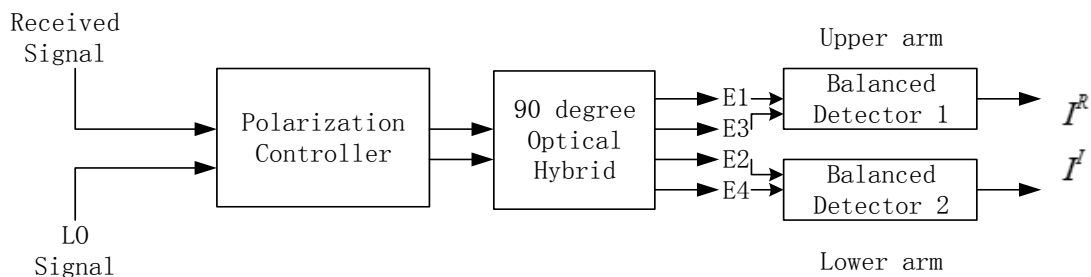 Received
Signal
LO
Signal
Polarization
Controller
90 degree
Optical
Hybrid
E1
E3
E2
E4
Upper arm
Balanced
Detector 1
Balanced
Detector 2
Lower arm
I^R
I^I